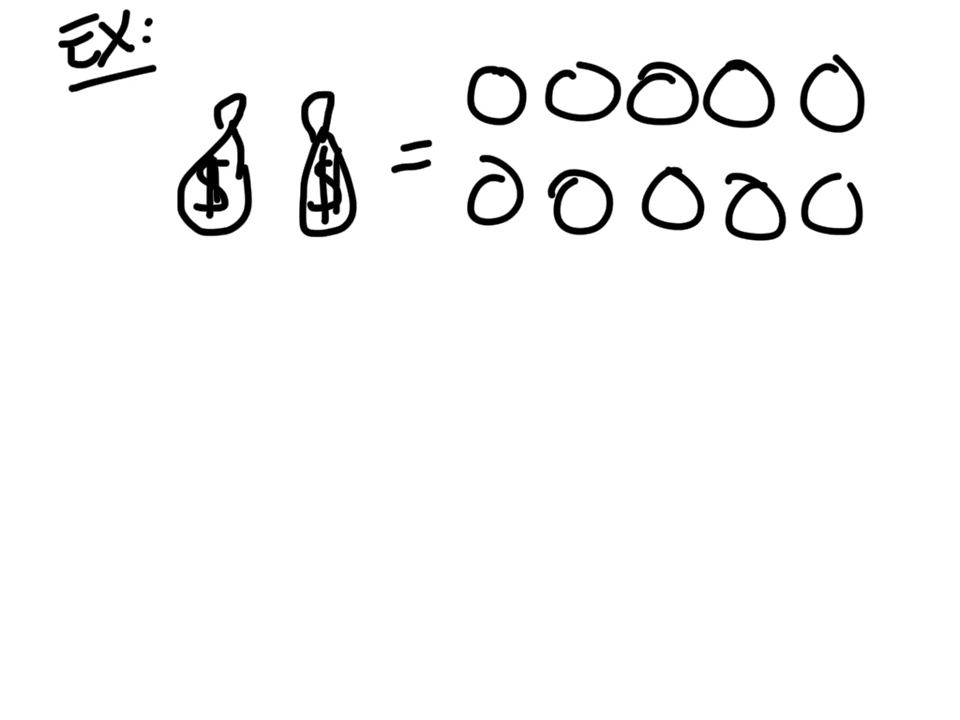 EX:
$ $ =